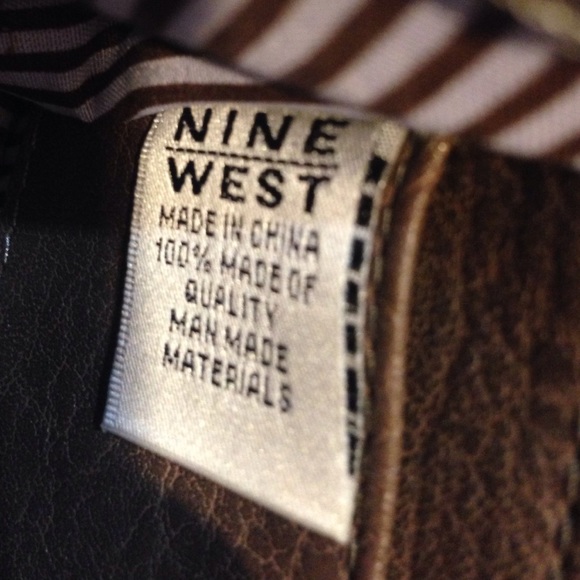 NINE
WEST
MADE IN CHINA
100% MADE OF
QUALITY
MAN MADE
MATERIALS